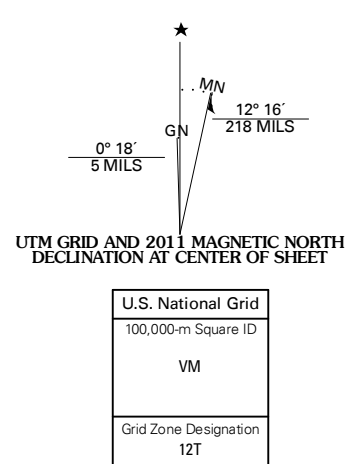 MN
GN
12° 16´
218 MILS
0° 18´
5 MILS
UTM GRID AND 2011 MAGNETIC NORTH
DECLINATION AT CENTER OF SHEET
U.S. National Grid
100,000-m Square ID
VM
Grid Zone Designation
12T